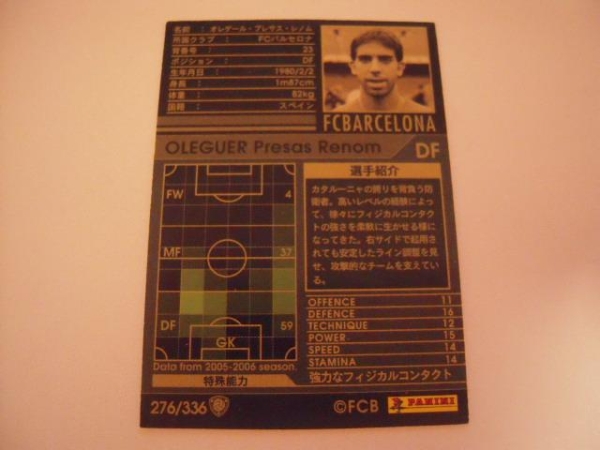 名前 : オレゲール・プレサス・レノム
所属クラブ : FCバルセロナ
背番号 : 23
ポジション : DF
生年月日 : 1980/2/2
身長 : 1m87cm
体重 : 82kg
国籍 : スペイン
FCBARCELONA
OLEGUER Presas Renom DF
FW 4
MF 37
DF 59
GK
Data from 2005-2006 season.
選手紹介
カタルーニャの誇りを背負う防
衛者。高いレベルの経験によっ
て、徐々にフィジカルコンタク
トの強さを柔軟に生かせる様に
なってきた。右サイドで起用さ
れても安定したライン調整を見
せ、攻撃的なチームを支えてい
る。
OFFENCE 11
DEFENCE 16
TECHNIQUE 12
POWER 15
SPEED 14
STAMINA 14
特殊能力 強力なフィジカルコンタクト
276/336 ©FCB PANINI